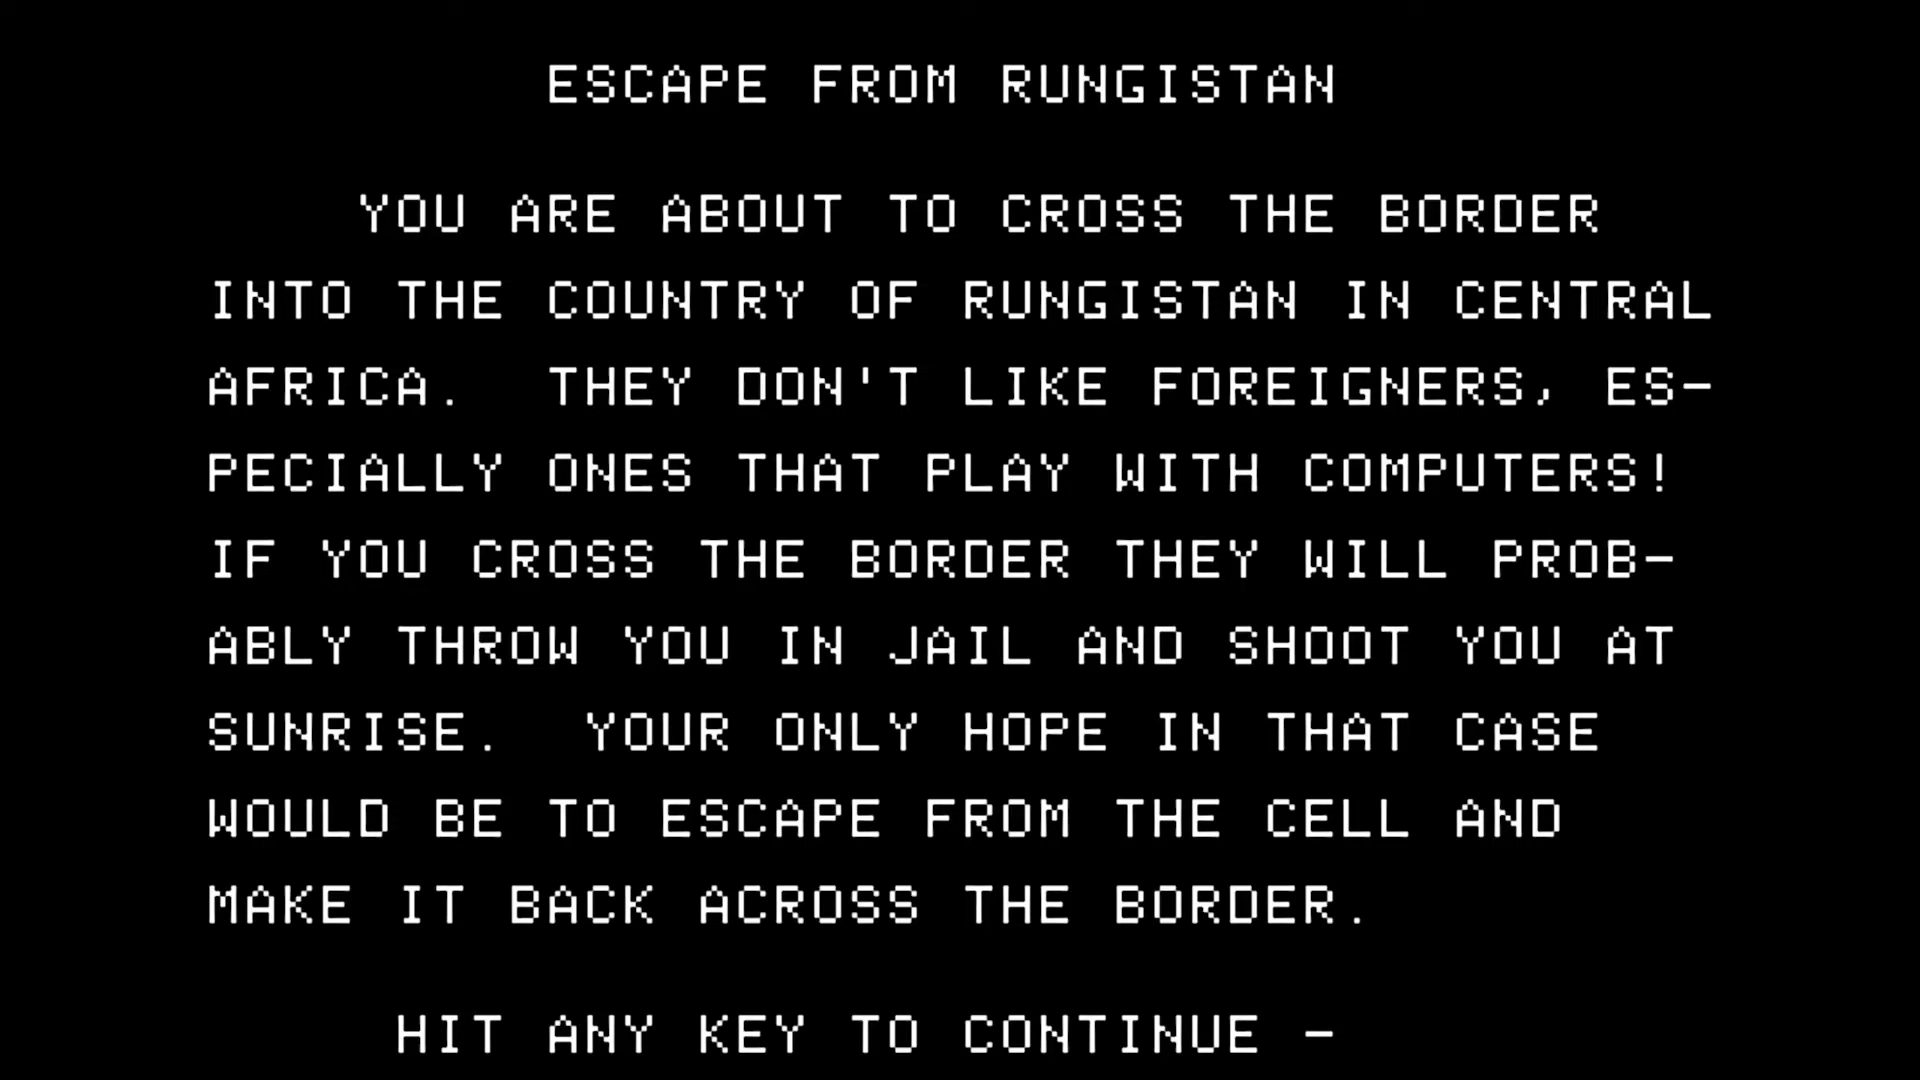 ESCAPE FROM RUNGISTAN
YOU ARE ABOUT TO CROSS THE BORDER
INTO THE COUNTRY OF RUNGISTAN IN CENTRAL
AFRICA.  THEY DON'T LIKE FOREIGNERS, ES-
PECIALLY ONES THAT PLAY WITH COMPUTERS!
IF YOU CROSS THE BORDER THEY WILL PROB-
ABLY THROW YOU IN JAIL AND SHOOT YOU AT
SUNRISE.  YOUR ONLY HOPE IN THAT CASE
WOULD BE TO ESCAPE FROM THE CELL AND
MAKE IT BACK ACROSS THE BORDER.
HIT ANY KEY TO CONTINUE -